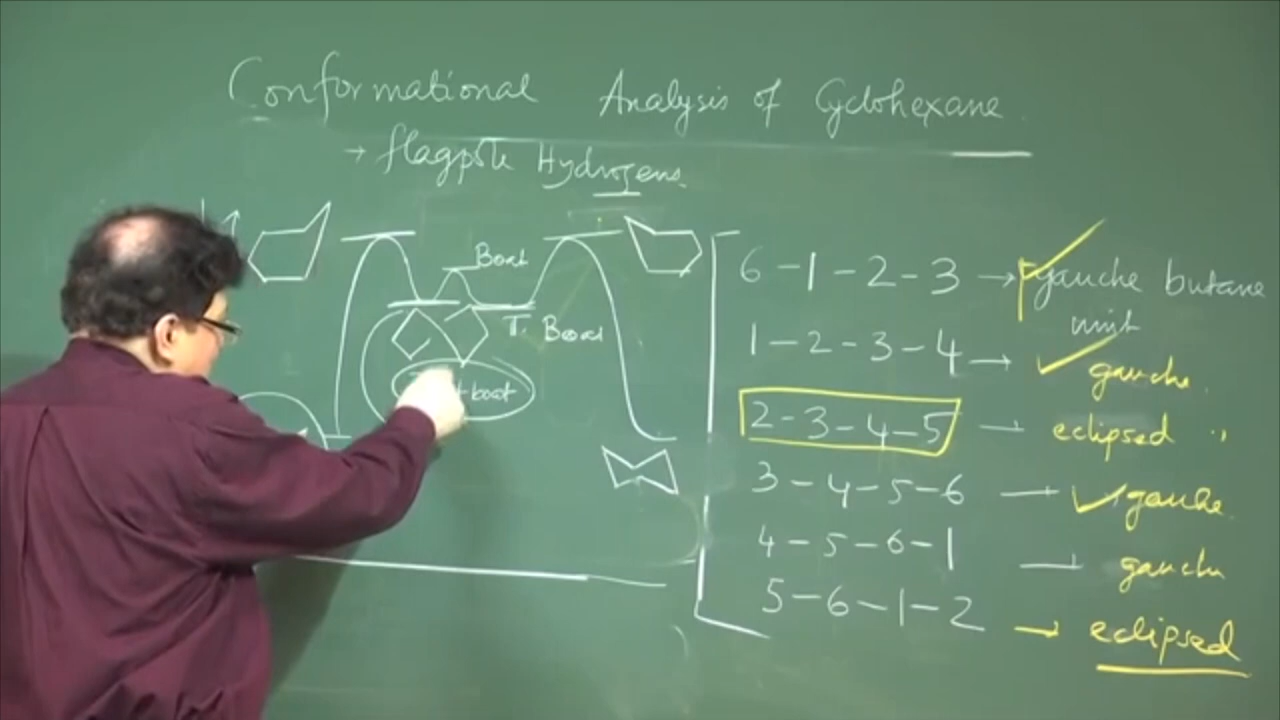 Conformational Analysis of Cyclohexane
→ flagpole Hydrogens
Boat
T. Boat
boat
6-1-2-3 → gauche butane
unit
1-2-3-4 → gauche.
2-3-4-5 — eclipsed "
3-4-5-6 → gauche.
4-5-6-1 — gauche
5-6-1-2 → eclipsed